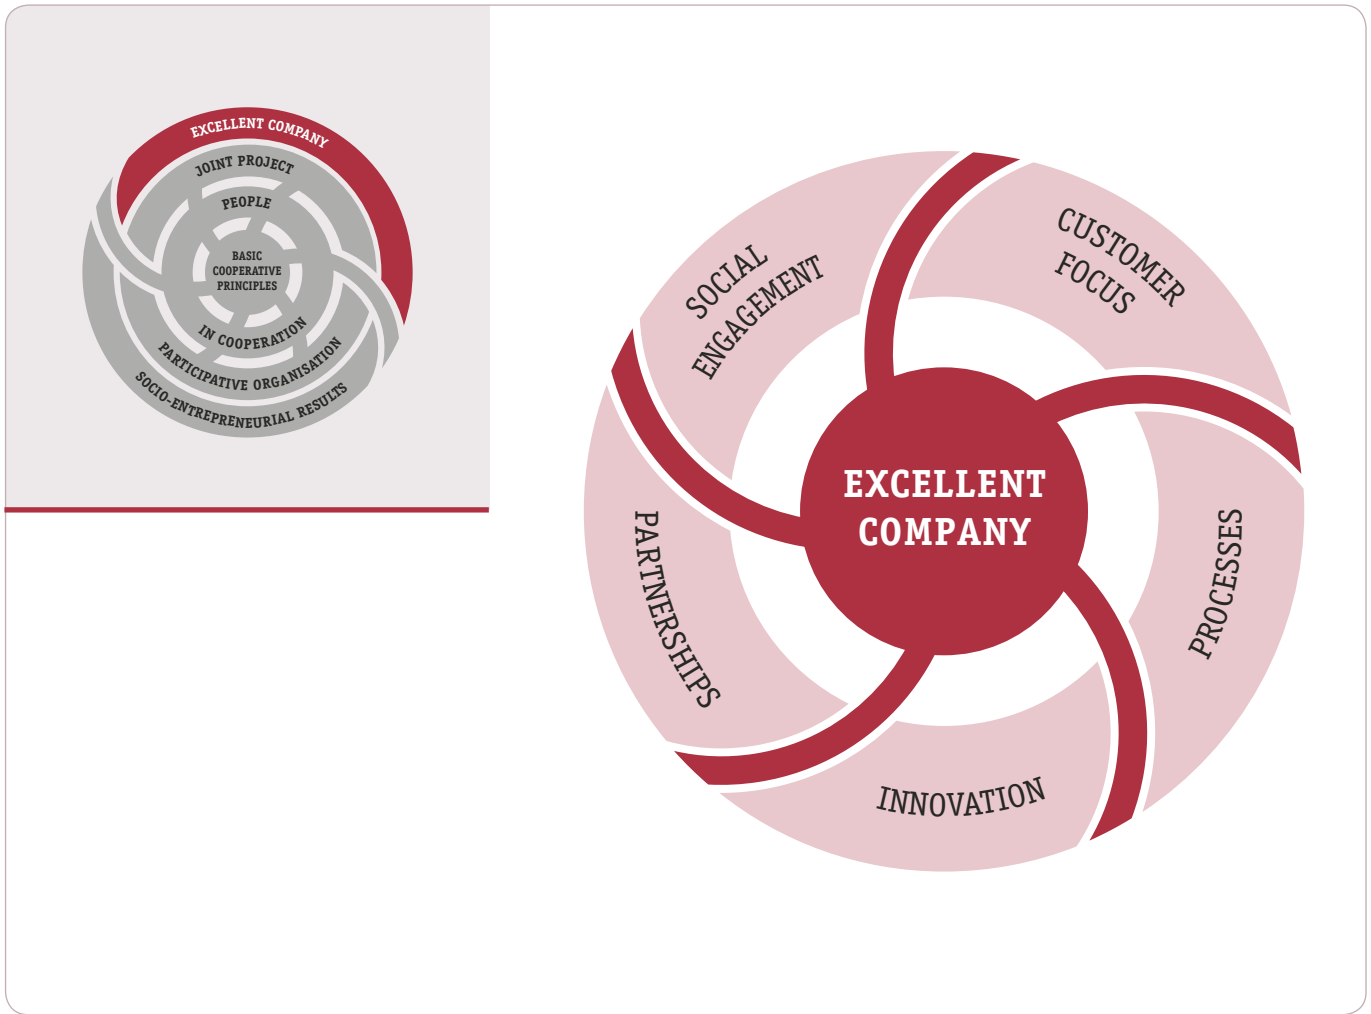 EXCELLENT COMPANY
JOINT PROJECT
PEOPLE
BASIC
COOPERATIVE
PRINCIPLES
IN COOPERATION
PARTICIPATIVE ORGANISATION
SOCIO-ENTREPRENEURIAL RESULTS
SOCIAL
ENGAGEMENT
CUSTOMER
FOCUS
EXCELLENT
COMPANY
PARTNERSHIPS
PROCESSES
INNOVATION